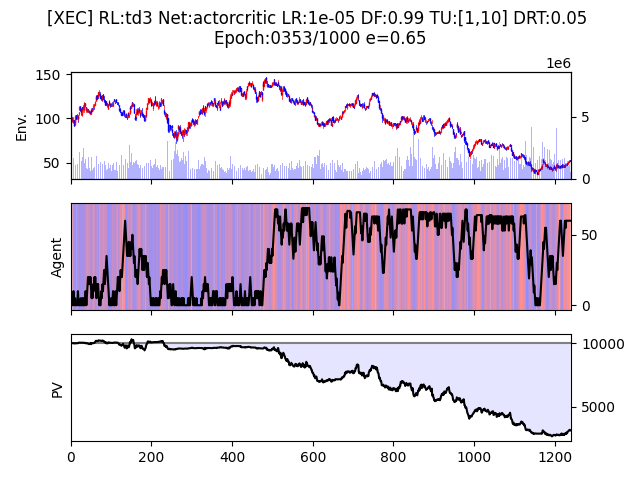 [XEC] RL:td3 Net:actorcritic LR:1e-05 DF:0.99 TU:[1,10] DRT:0.05
Epoch:0353/1000 e=0.65
1e6
150
100
50
Env.
5
0
Agent
50
0
PV
10000
5000
0 200 400 600 800 1000 1200